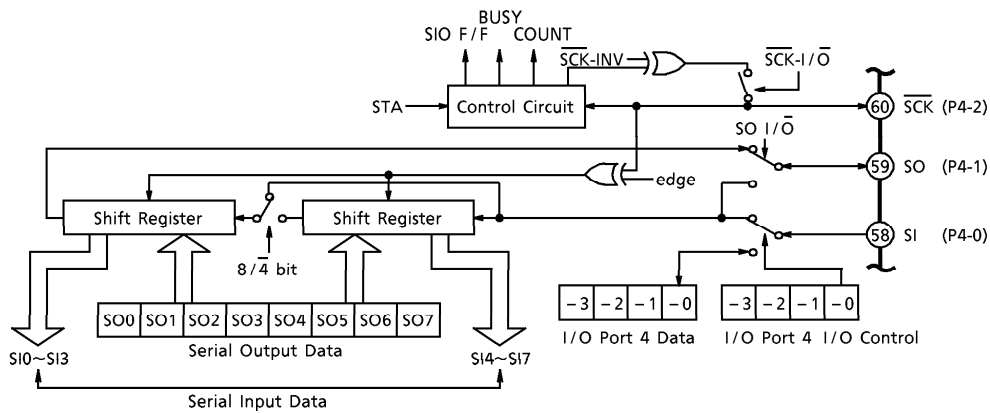 BUSY
SIO F/F COUNT
S̅C̅K̅-INV
S̅C̅K̅-I/O̅
STA
Control Circuit
60 S̅C̅K̅ (P4-2)
SO I/O̅
59 SO (P4-1)
edge
Shift Register
Shift Register
58 SI (P4-0)
8/4̅ bit
-3 -2 -1 -0
-3 -2 -1 -0
SO0 SO1 SO2 SO3 SO4 SO5 SO6 SO7
I/O Port 4 Data
I/O Port 4 I/O Control
Serial Output Data
SI0~SI3
SI4~SI7
Serial Input Data